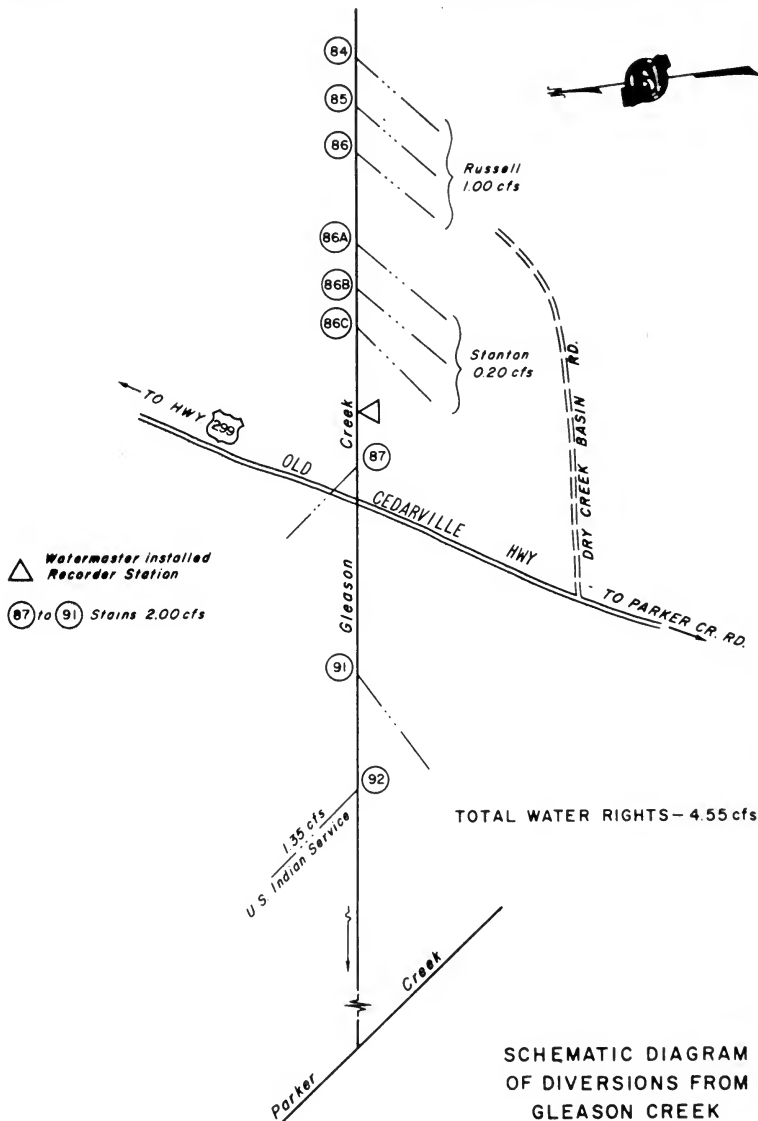 84
85
86
Russell
1.00 cfs
86A
86B
86C
Stanton
0.20 cfs
TO HWY 299
Creek
87
OLD CEDARVILLE HWY
DRY CREEK BASIN RD.
TO PARKER CR. RD.
Watermaster installed
Recorder Station
87 to 91 Stains 2.00 cfs
Gleason
91
92
1.35 cfs
U.S. Indian Service
TOTAL WATER RIGHTS - 4.55 cfs
Parker Creek
SCHEMATIC DIAGRAM
OF DIVERSIONS FROM
GLEASON CREEK